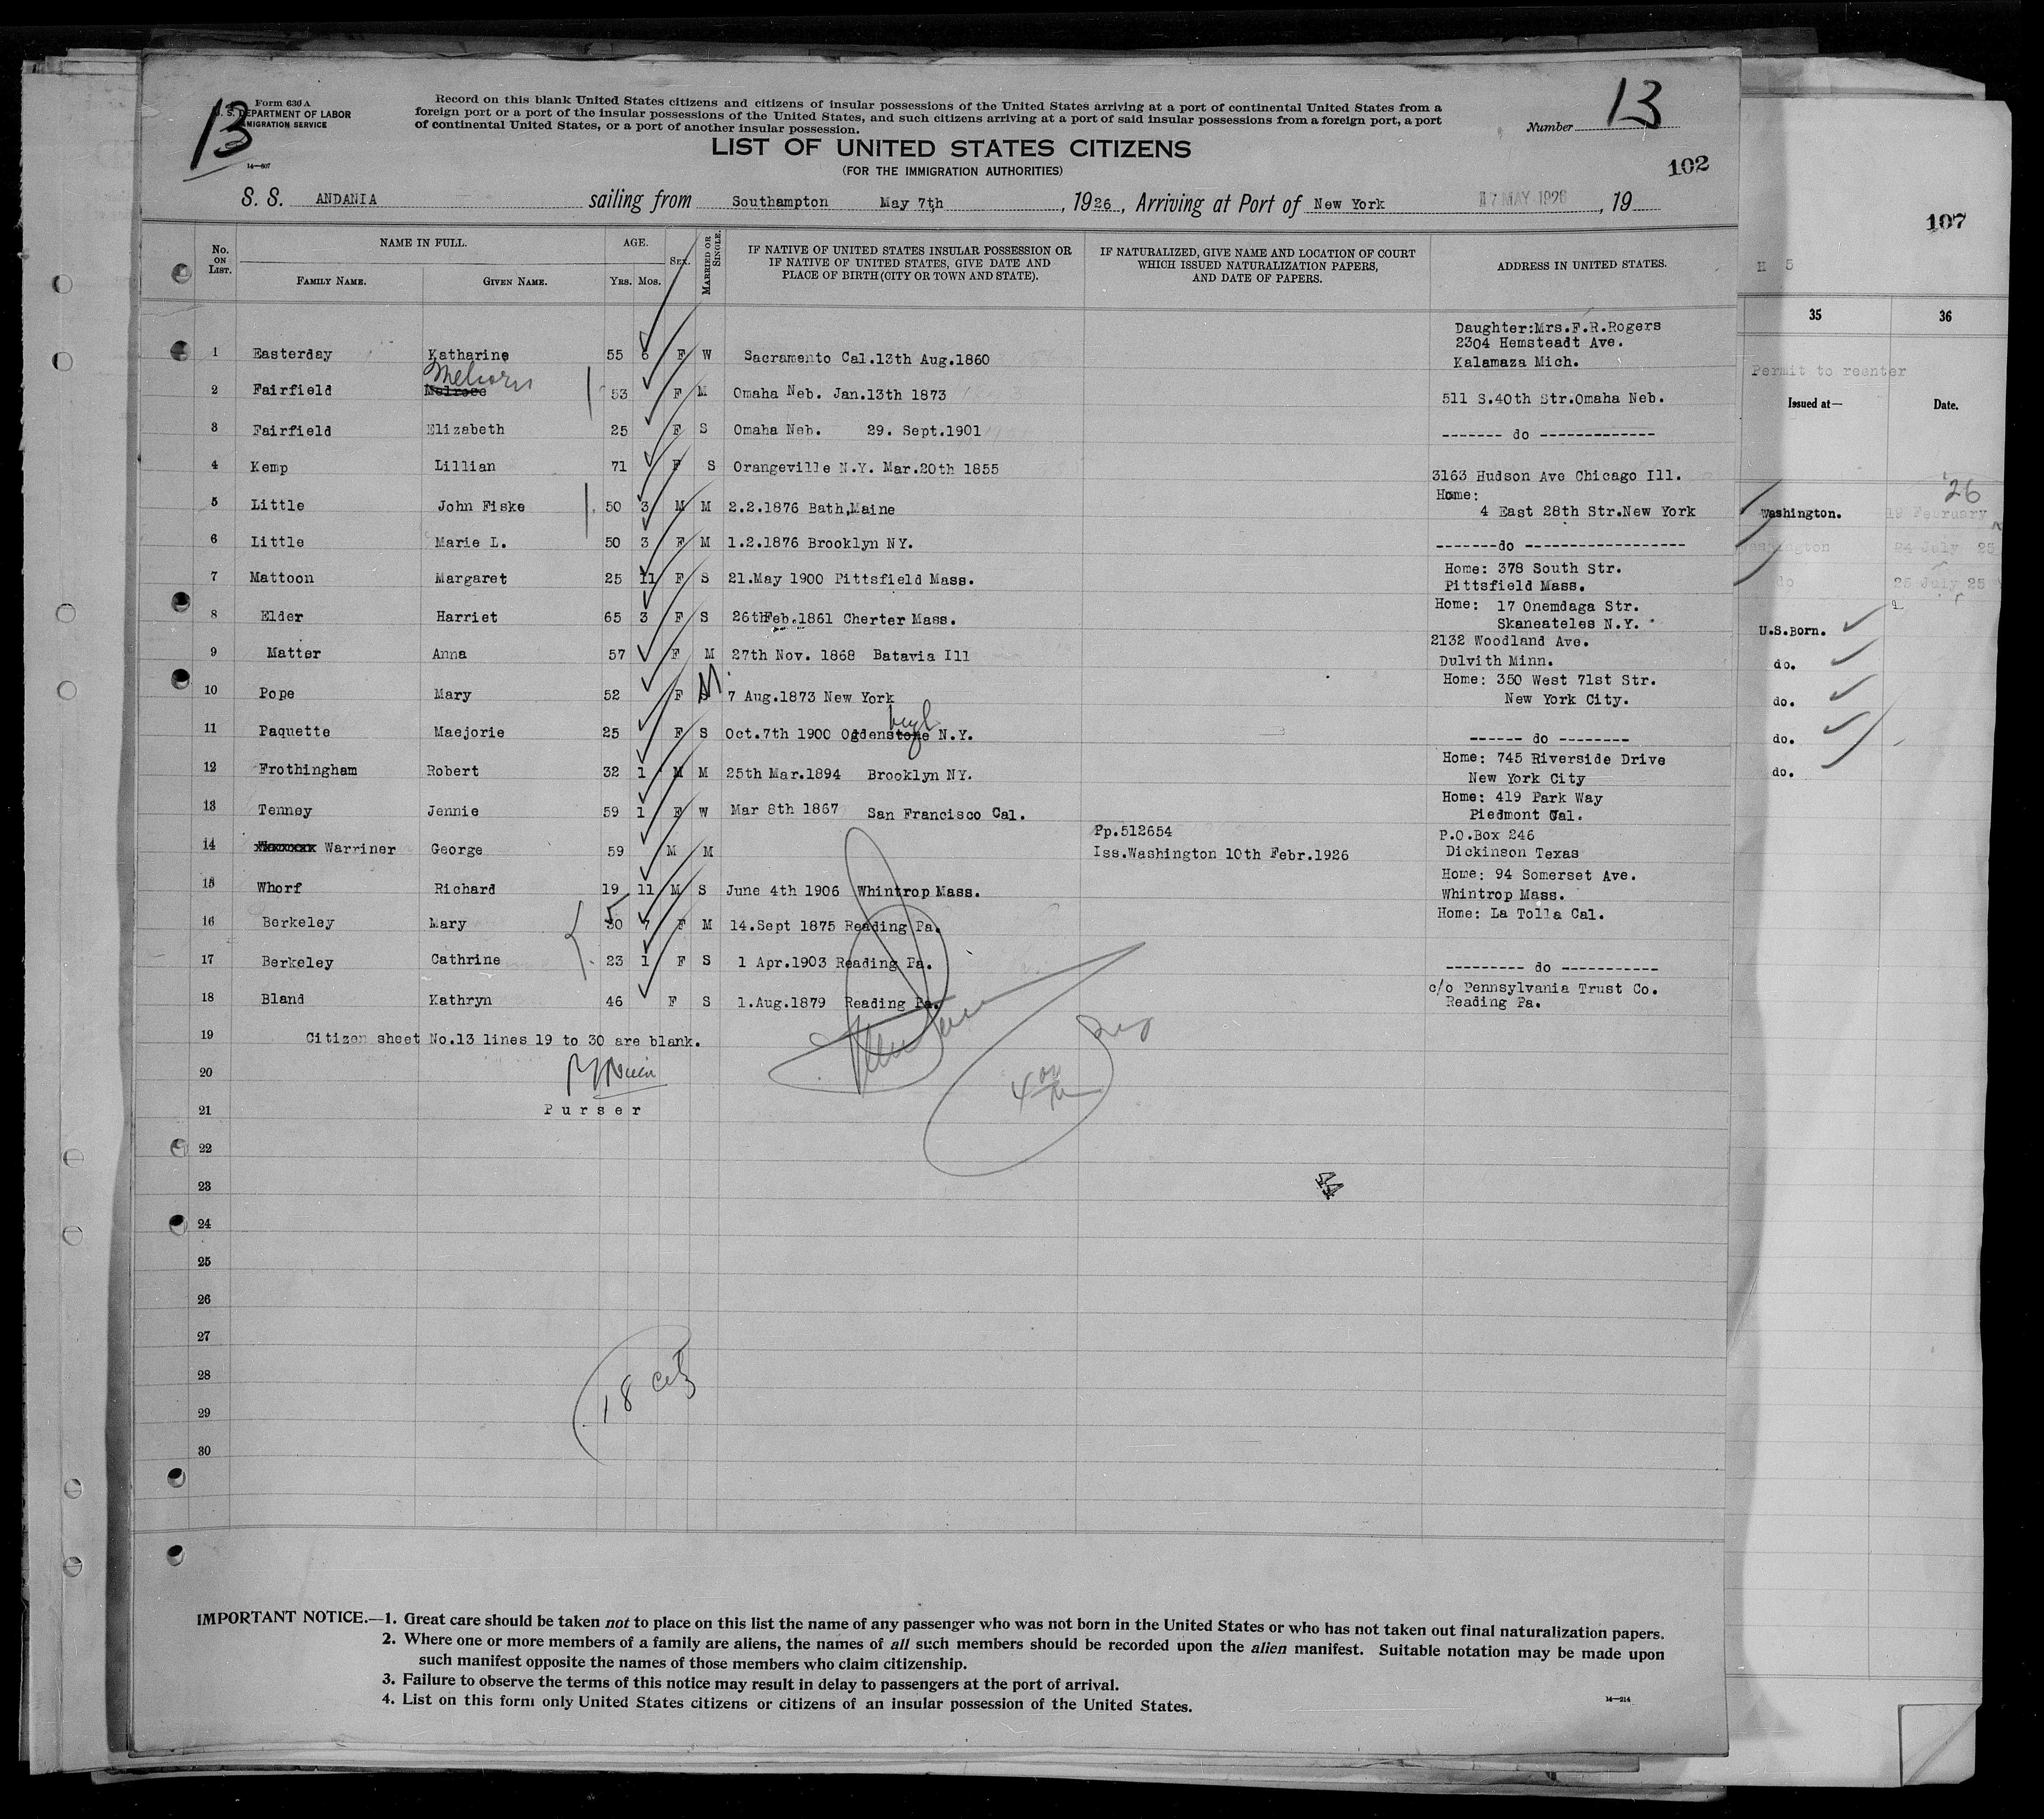 Form 630 A
U. S. DEPARTMENT OF LABOR
IMMIGRATION SERVICE
14—607
13
Record on this blank United States citizens and citizens of insular possessions of the United States arriving at a port of continental United States from a
foreign port or a port of the insular possessions of the United States, and such citizens arriving at a port of said insular possessions from a foreign port, a port
of continental United States, or a port of another insular possession.
Number 13
LIST OF UNITED STATES CITIZENS
(FOR THE IMMIGRATION AUTHORITIES)
102
S. S. ANDANIA sailing from Southampton May 7th, 1926, Arriving at Port of New York 17 MAY 1926, 19
No. ON LIST. NAME IN FULL. FAMILY NAME. GIVEN NAME. AGE. YRS. MOS. SEX. MARRIED OR SINGLE. IF NATIVE OF UNITED STATES INSULAR POSSESSION OR IF NATIVE OF UNITED STATES, GIVE DATE AND PLACE OF BIRTH (CITY OR TOWN AND STATE). IF NATURALIZED, GIVE NAME AND LOCATION OF COURT WHICH ISSUED NATURALIZATION PAPERS, AND DATE OF PAPERS. ADDRESS IN UNITED STATES.
Daughter:Mrs.F.R.Rogers
2304 Hemsteadt Ave.
1 Easterday Katharine 55 6 F W Sacramento Cal.13th Aug.1860 Kalamaza Mich.
2 Fairfield Melrose 53 F M Omaha Neb. Jan.13th 1873 511 S.40th Str.Omaha Neb.
3 Fairfield Elizabeth 25 F S Omaha Neb. 29. Sept.1901 ------- do -------------
4 Kemp Lillian 71 F S Orangeville N.Y. Mar.20th 1855 3163 Hudson Ave Chicago Ill.
Home:
5 Little John Fiske 50 3 M M 2.2.1876 Bath,Maine 4 East 28th Str.New York
6 Little Marie L. 50 3 F M 1.2.1876 Brooklyn NY. -------do ------------------
7 Mattoon Margaret 25 11 F S 21.May 1900 Pittsfield Mass. Home: 378 South Str.
Pittsfield Mass.
8 Elder Harriet 65 3 F S 26thFeb.1861 Cherter Mass. Home: 17 Onemdaga Str.
Skaneateles N.Y.
9 Matter Anna 57 F M 27th Nov. 1868 Batavia Ill 2132 Woodland Ave.
Dulvith Minn.
10 Pope Mary 52 F S M 7 Aug.1873 New York Home: 350 West 71st Str.
New York City.
11 Paquette Maejorie 25 F S Oct.7th 1900 Ogdenstone N.Y. ------ do --------
12 Frothingham Robert 32 1 M M 25th Mar.1894 Brooklyn NY. Home: 745 Riverside Drive
New York City
13 Tenney Jennie 59 1 F W Mar 8th 1867 San Francisco Cal. Home: 419 Park Way
Piedmont Cal.
14 Warriner George 59 M M Pp.512654 P.O.Box 246
Iss.Washington 10th Febr.1926 Dickinson Texas
15 Whorf Richard 19 11 M S June 4th 1906 Whintrop Mass. Home: 94 Somerset Ave.
Whintrop Mass.
16 Berkeley Mary 50 7 F M 14.Sept 1875 Reading Pa. Home: La Tolla Cal.
17 Berkeley Cathrine 23 1 F S 1 Apr.1903 Reading Pa. --------- do -----------
18 Bland Kathryn 46 F S 1.Aug.1879 Reading Pa. c/o Pennsylvania Trust Co.
Reading Pa.
19 Citizen sheet No.13 lines 19 to 30 are blank.
20
21 Purser
22
23
24
25
26
27
28
18 citz
29
30
IMPORTANT NOTICE.—1. Great care should be taken not to place on this list the name of any passenger who was not born in the United States or who has not taken out final naturalization papers.
2. Where one or more members of a family are aliens, the names of all such members should be recorded upon the alien manifest. Suitable notation may be made upon
such manifest opposite the names of those members who claim citizenship.
3. Failure to observe the terms of this notice may result in delay to passengers at the port of arrival.
4. List on this form only United States citizens or citizens of an insular possession of the United States.
14—214
107
H 5
35 36
Permit to reenter
Issued at— Date.
'26
Washington. 19 February
Washington 24 July 25
do 25 July 25
U.S.Born.
do.
do.
do.
do.